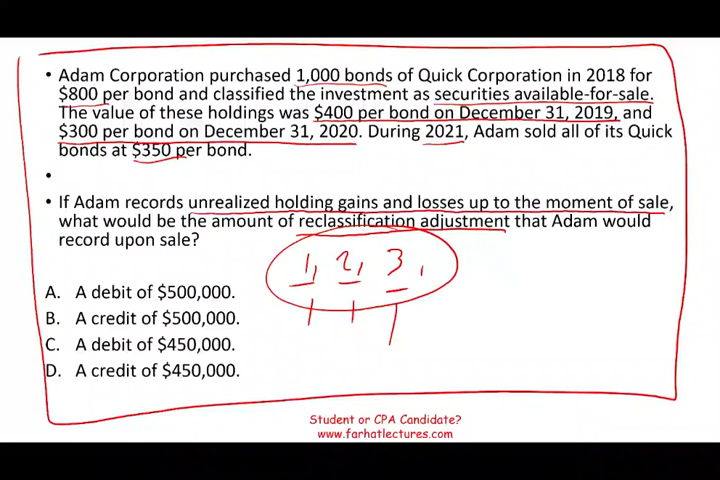 • Adam Corporation purchased 1,000 bonds of Quick Corporation in 2018 for
$800 per bond and classified the investment as securities available-for-sale.
The value of these holdings was $400 per bond on December 31, 2019, and
$300 per bond on December 31, 2020. During 2021, Adam sold all of its Quick
bonds at $350 per bond.
•
• If Adam records unrealized holding gains and losses up to the moment of sale,
what would be the amount of reclassification adjustment that Adam would
record upon sale?
1, 2, 3,
A. A debit of $500,000.
B. A credit of $500,000.
C. A debit of $450,000.
D. A credit of $450,000.
Student or CPA Candidate?
www.farhatlectures.com